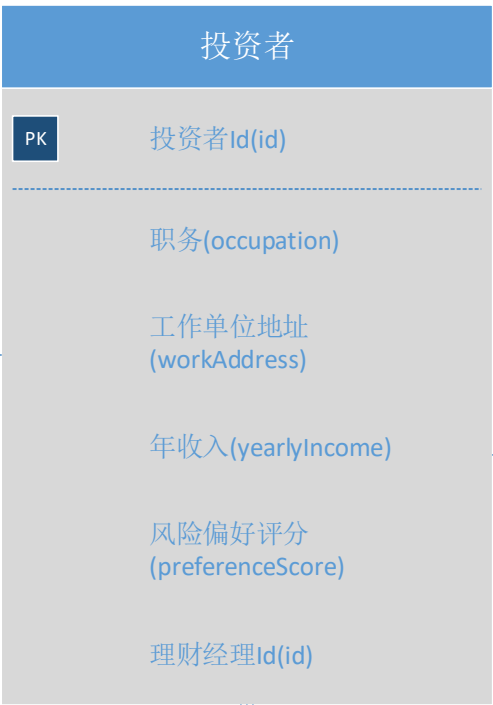 投资者
PK
投资者Id(id)
职务(occupation)
工作单位地址
(workAddress)
年收入(yearlyIncome)
风险偏好评分
(preferenceScore)
理财经理Id(id)